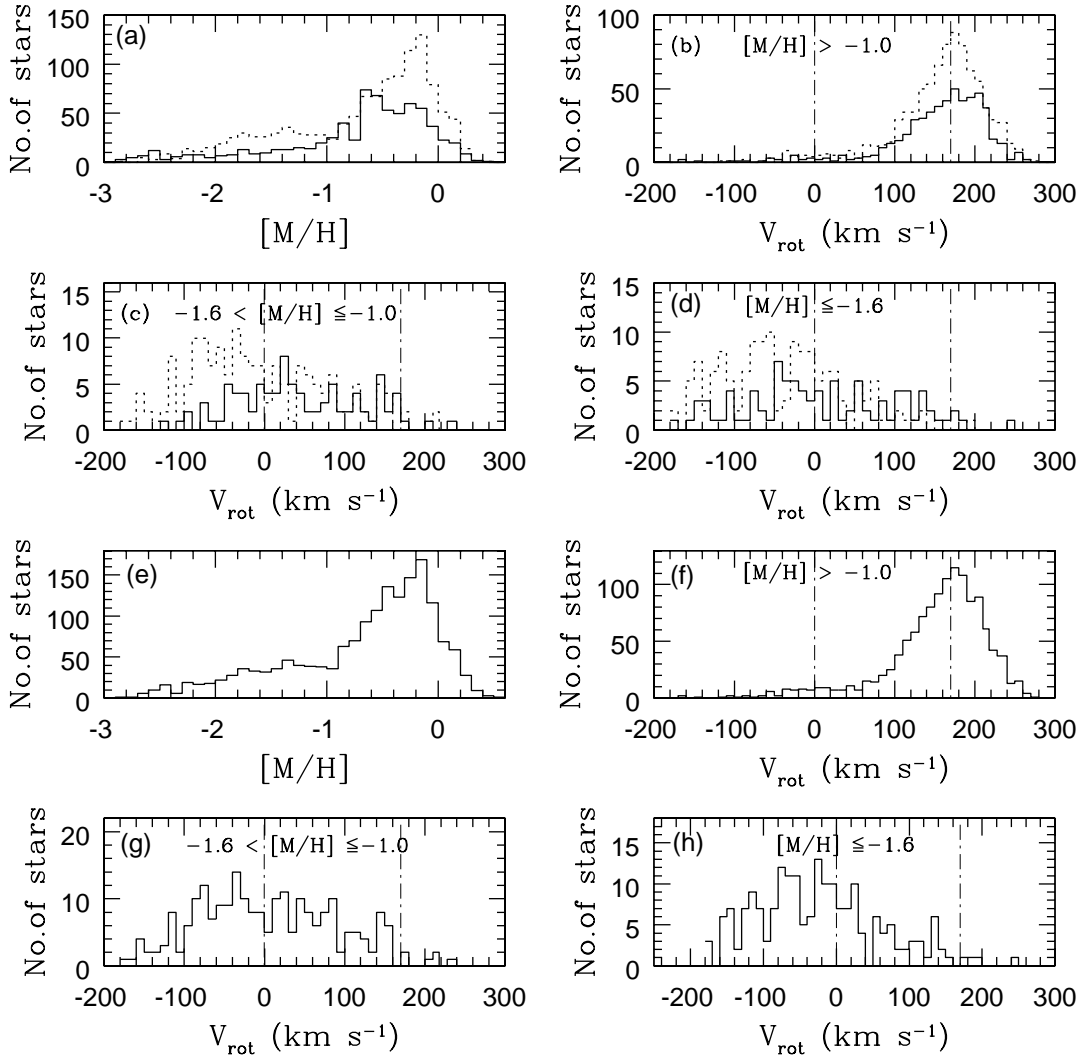 (a)
No.of stars
150
100
50
0
-3
-2
-1
0
[M/H]
(b)
[M/H] > −1.0
No.of stars
100
50
0
-200
-100
0
100
200
300
V_rot (km s⁻¹)
(c)
−1.6 < [M/H] ≦−1.0
No.of stars
15
10
5
0
-200
-100
0
100
200
300
V_rot (km s⁻¹)
(d)
[M/H] ≦−1.6
No.of stars
15
10
5
0
-200
-100
0
100
200
300
V_rot (km s⁻¹)
(e)
No.of stars
150
100
50
0
-3
-2
-1
0
[M/H]
(f)
[M/H] > −1.0
No.of stars
100
50
0
-200
-100
0
100
200
300
V_rot (km s⁻¹)
(g)
−1.6 < [M/H] ≦−1.0
No.of stars
20
10
0
-200
-100
0
100
200
300
V_rot (km s⁻¹)
(h)
[M/H] ≦−1.6
No.of stars
15
10
5
0
-200
-100
0
100
200
300
V_rot (km s⁻¹)